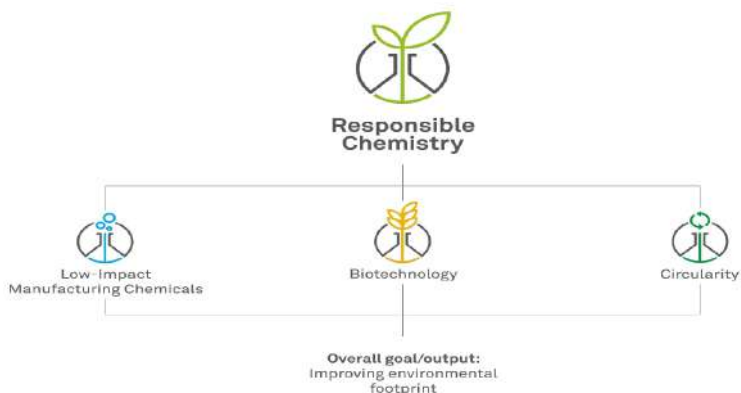 Responsible
Chemistry
Low-Impact
Manufacturing Chemicals
Biotechnology
Circularity
Overall goal/output:
Improving environmental
footprint